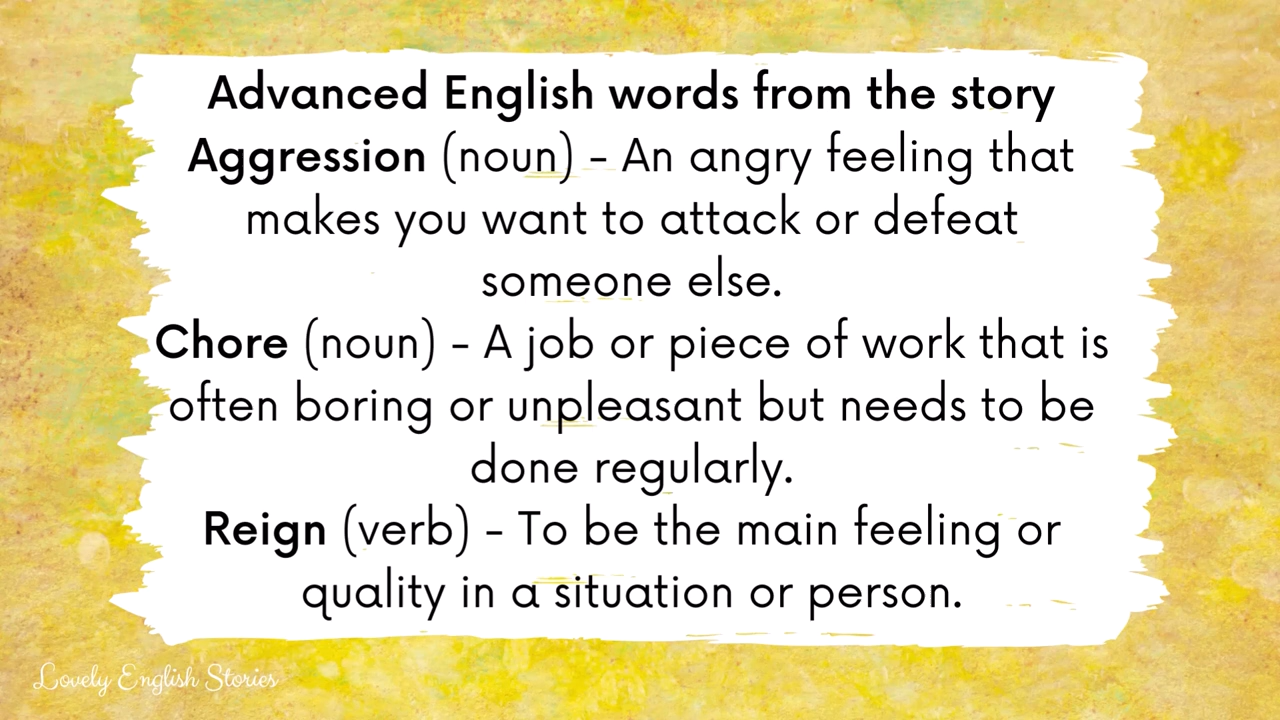 Advanced English words from the story
Aggression (noun) – An angry feeling that
makes you want to attack or defeat
someone else.
Chore (noun) – A job or piece of work that is
often boring or unpleasant but needs to be
done regularly.
Reign (verb) – To be the main feeling or
quality in a situation or person.
Lovely English Stories